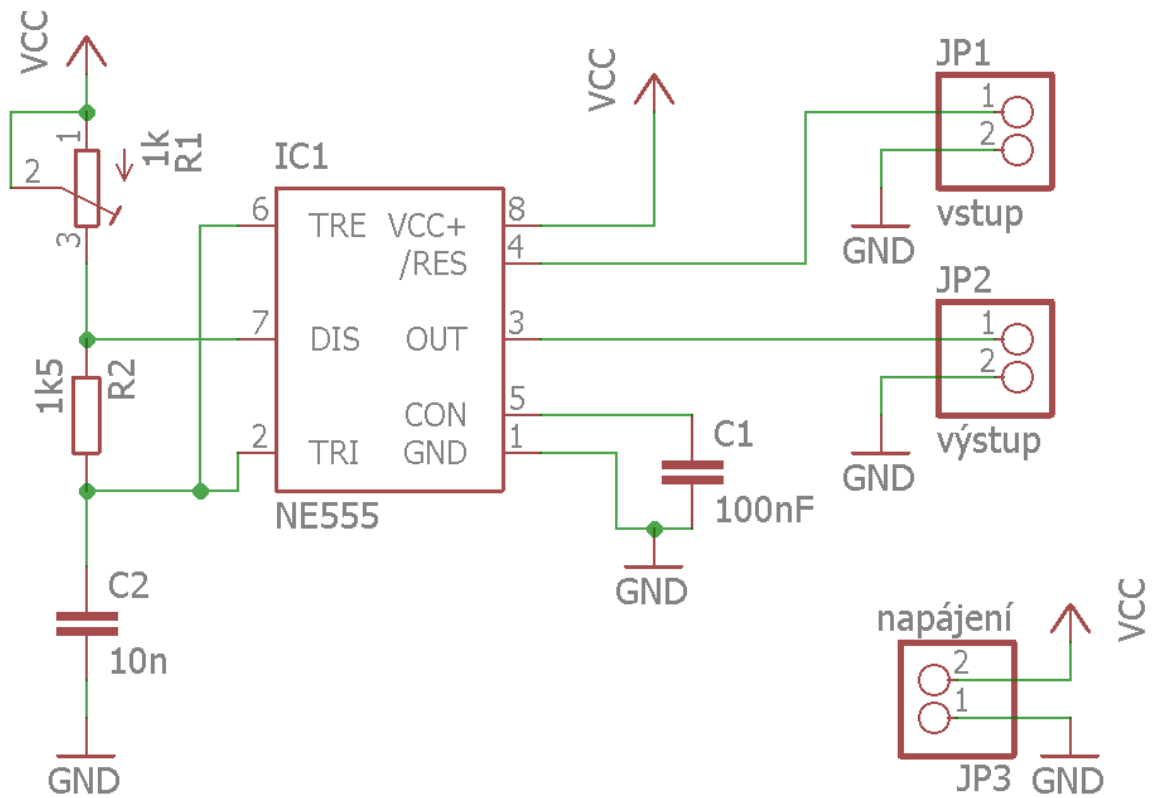 VCC
1
1k
R1
2
3
1k5
R2
C2
10n
GND
IC1
6
TRE
VCC+
8
/RES
4
7
DIS
OUT
3
CON
5
2
TRI
GND
1
NE555
VCC
C1
100nF
GND
JP1
1
2
vstup
GND
JP2
1
2
výstup
GND
napájení
VCC
2
1
JP3
GND